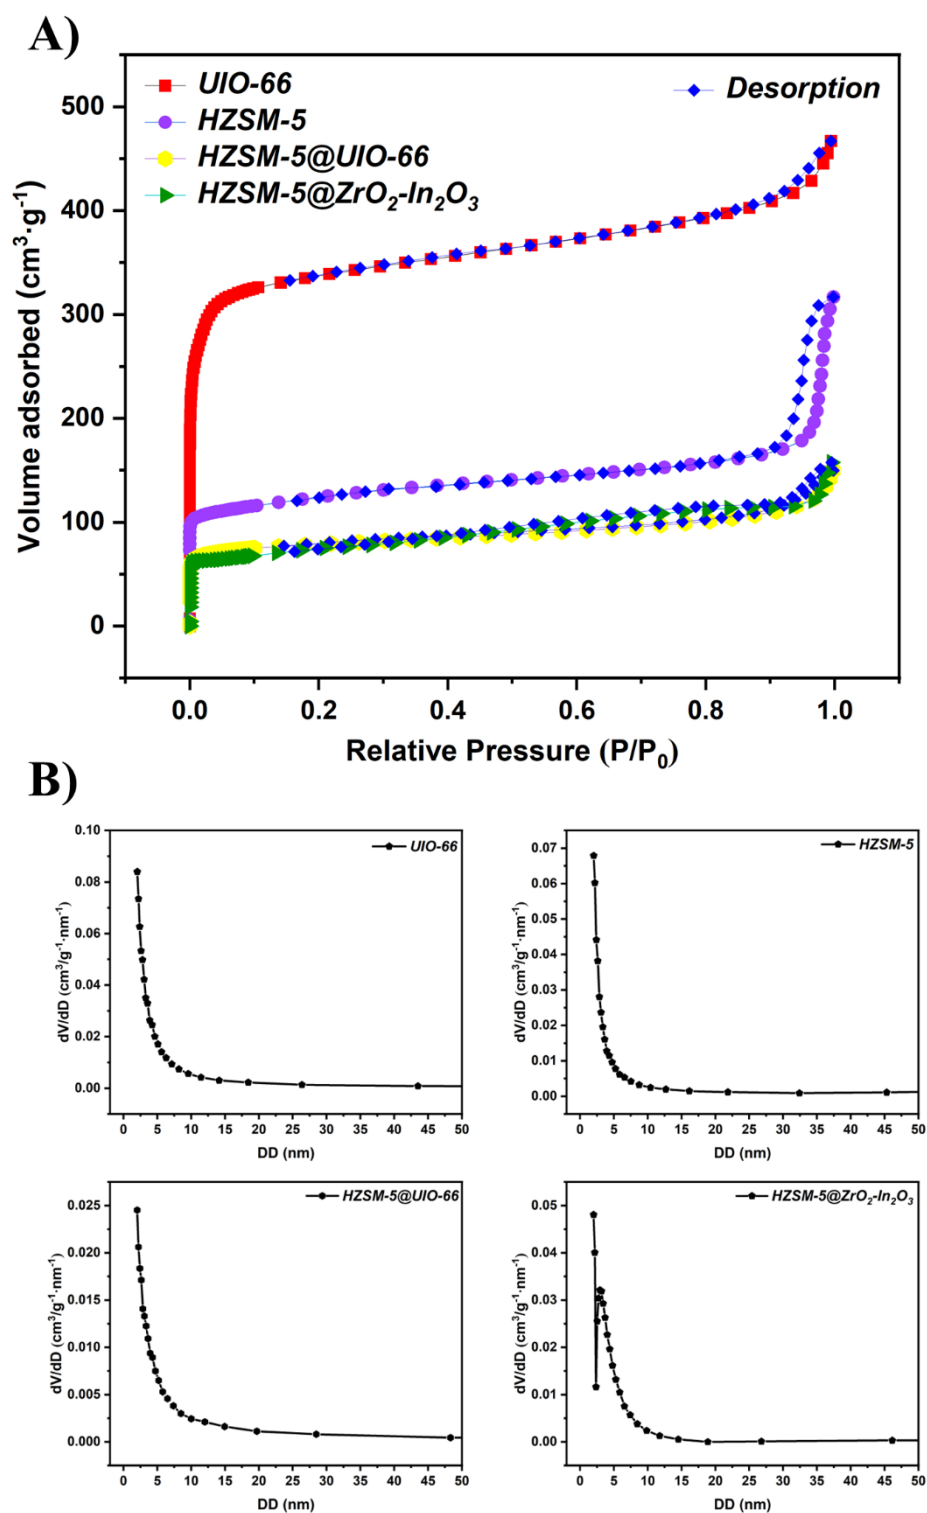 A)
UIO-66
HZSM-5
HZSM-5@UIO-66
HZSM-5@ZrO₂-In₂O₃
Desorption
Volume adsorbed (cm³·g⁻¹)
500
400
300
200
100
0
0.0 0.2 0.4 0.6 0.8 1.0
Relative Pressure (P/P₀)
B)
UIO-66
dV/dD (cm³/g⁻¹·nm⁻¹)
0.10
0.08
0.06
0.04
0.02
0.00
0 5 10 15 20 25 30 35 40 45 50
DD (nm)
HZSM-5
dV/dD (cm³/g⁻¹·nm⁻¹)
0.07
0.06
0.05
0.04
0.03
0.02
0.01
0.00
0 5 10 15 20 25 30 35 40 45 50
DD (nm)
HZSM-5@UIO-66
dV/dD (cm³/g⁻¹·nm⁻¹)
0.025
0.020
0.015
0.010
0.005
0.000
0 5 10 15 20 25 30 35 40 45 50
DD (nm)
HZSM-5@ZrO₂-In₂O₃
dV/dD (cm³/g⁻¹·nm⁻¹)
0.05
0.04
0.03
0.02
0.01
0.00
0 5 10 15 20 25 30 35 40 45 50
DD (nm)